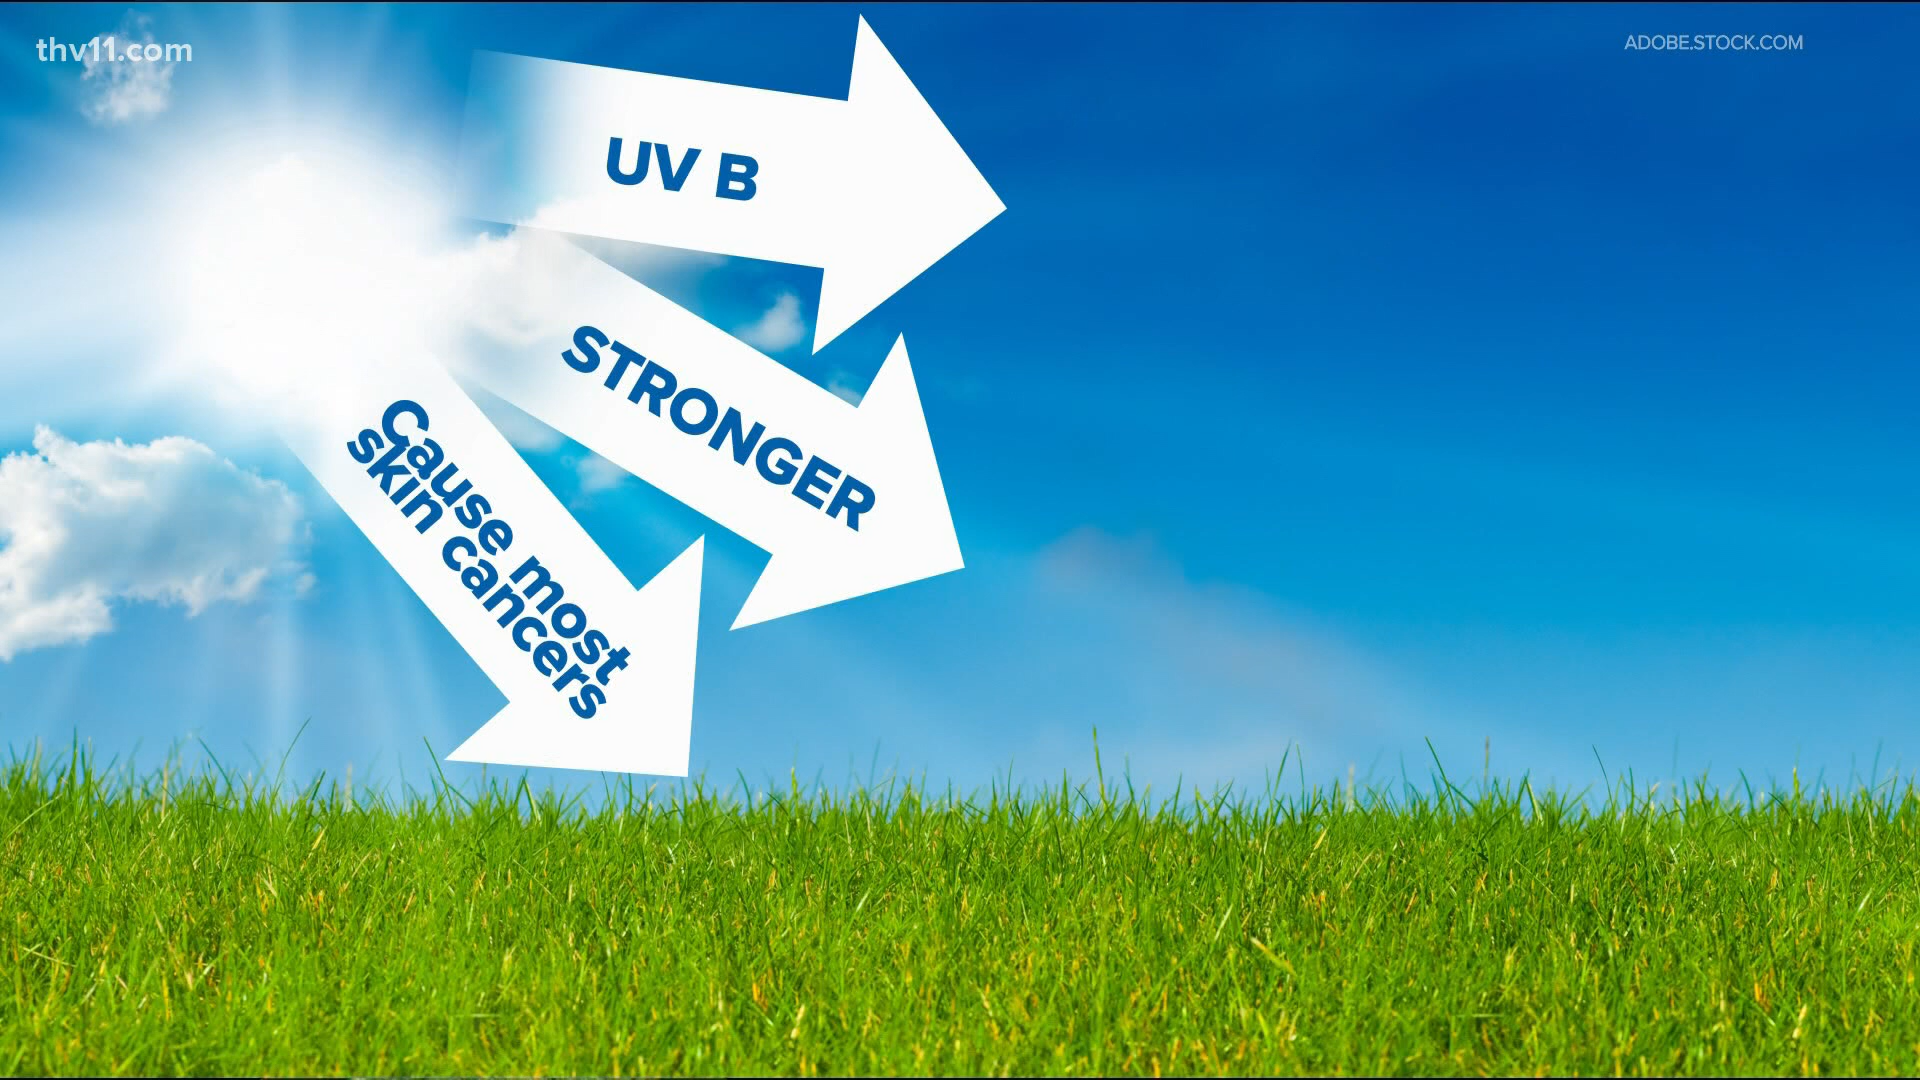 thv11.com
ADOBE.STOCK.COM
UV B
STRONGER
Cause most
skin cancers